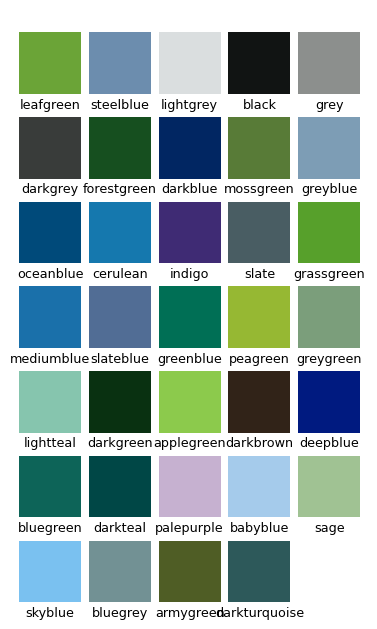 leafgreen steelblue lightgrey black grey
darkgrey forestgreen darkblue mossgreen greyblue
oceanblue cerulean indigo slate grassgreen
mediumblue slateblue greenblue peagreen greygreen
lightteal darkgreen applegreen darkbrown deepblue
bluegreen darkteal palepurple babyblue sage
skyblue bluegrey armygreen darkturquoise